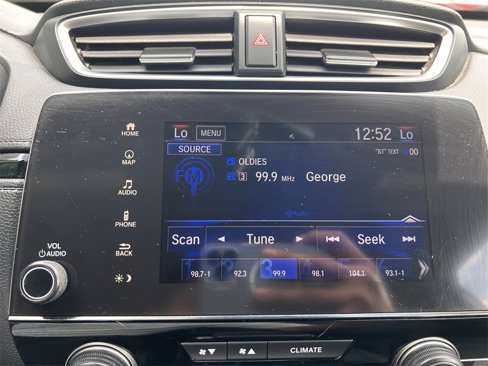 Lo MENU 12:52 Lo
SOURCE "ST" TEXT 00
FM OLDIES
3 99.9 MHz George
HOME
MAP
AUDIO
PHONE
BACK
VOL
AUDIO
Scan Tune Seek
98.7-1 92.3 3 99.9 98.1 104.1 93.1-1
CLIMATE